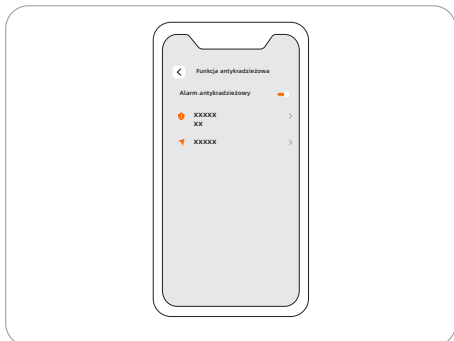 Funkcja antykradzieżowa
Alarm antykradzieżowy
XXXXX
XX
XXXXX